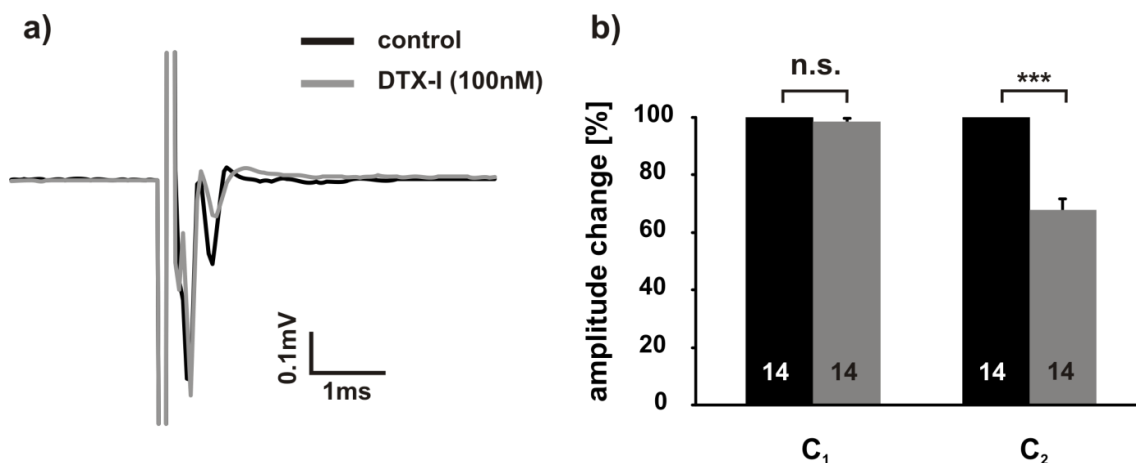 a)
control
DTX-I (100nM)
0.1mV
1ms
b)
n.s.
***
amplitude change [%]
100
80
60
40
20
0
14
14
14
14
C₁
C₂